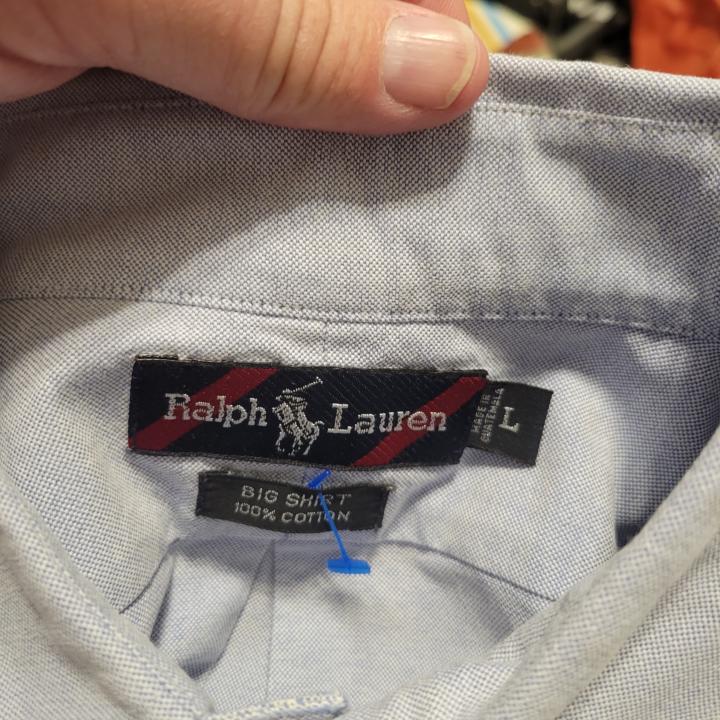 Ralph Lauren
MADE IN
GUATEMALA
L
BIG SHIRT
100% COTTON